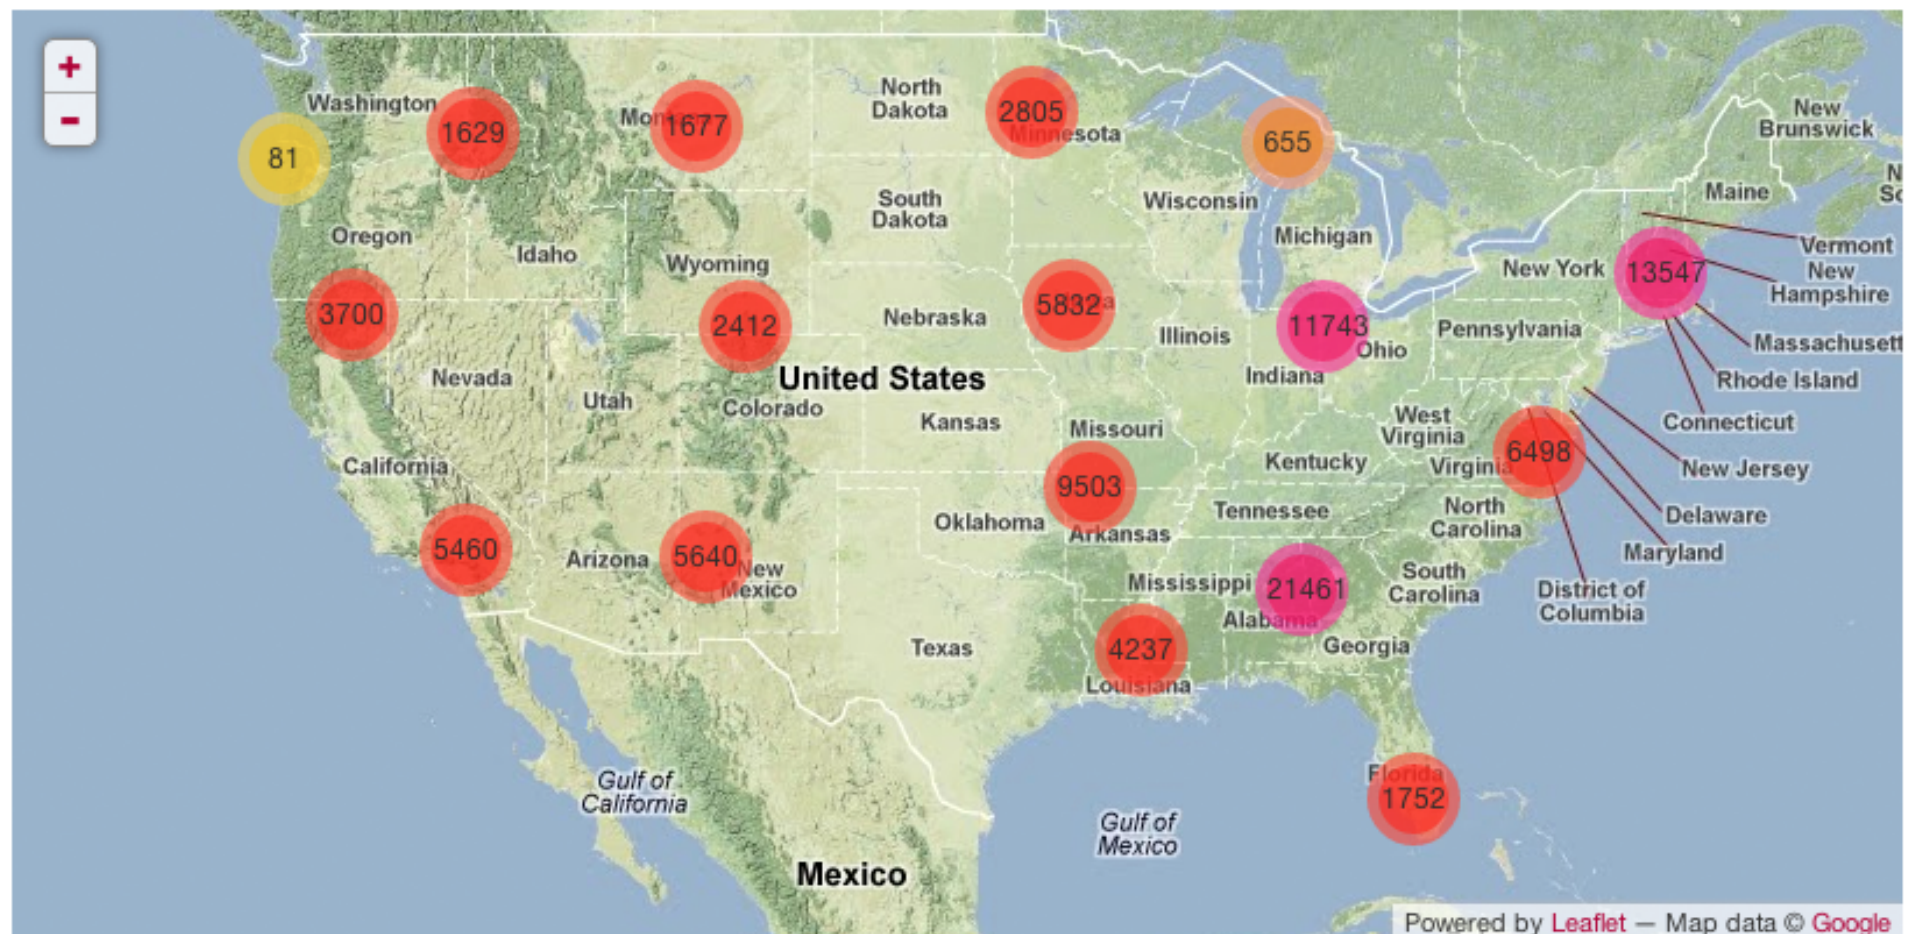 +
-
Washington
1629
81
Montana
1677
North
Dakota
2805
Minnesota
655
New
Brunswick
Maine
N
Sc
South
Dakota
Wisconsin
Michigan
Oregon
Idaho
Wyoming
New York
13547
Vermont
New
Hampshire
3700
2412
Nebraska
5832
Illinois
11743
Ohio
Pennsylvania
Massachusett
Nevada
Utah
United States
Colorado
Indiana
Rhode Island
Kansas
Missouri
West
Virginia
Connecticut
California
9503
Kentucky
Virginia
6498
New Jersey
Oklahoma
Arkansas
Tennessee
North
Carolina
Delaware
Maryland
5460
Arizona
5640
New
Mexico
Mississippi
21461
Alabama
South
Carolina
District of
Columbia
Texas
4237
Louisiana
Georgia
Gulf of
California
Florida
1752
Gulf of
Mexico
Mexico
Powered by Leaflet — Map data © Google